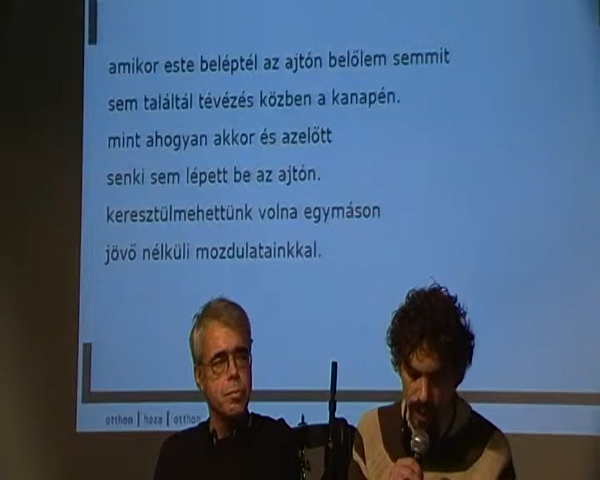 amikor este beléptél az ajtón belőlem semmit
sem találtál tévézés közben a kanapén.
mint ahogyan akkor és azelőtt
senki sem lépett be az ajtón.
keresztülmehettünk volna egymáson
jövő nélküli mozdulatainkkal.
otthon | haza | otthon